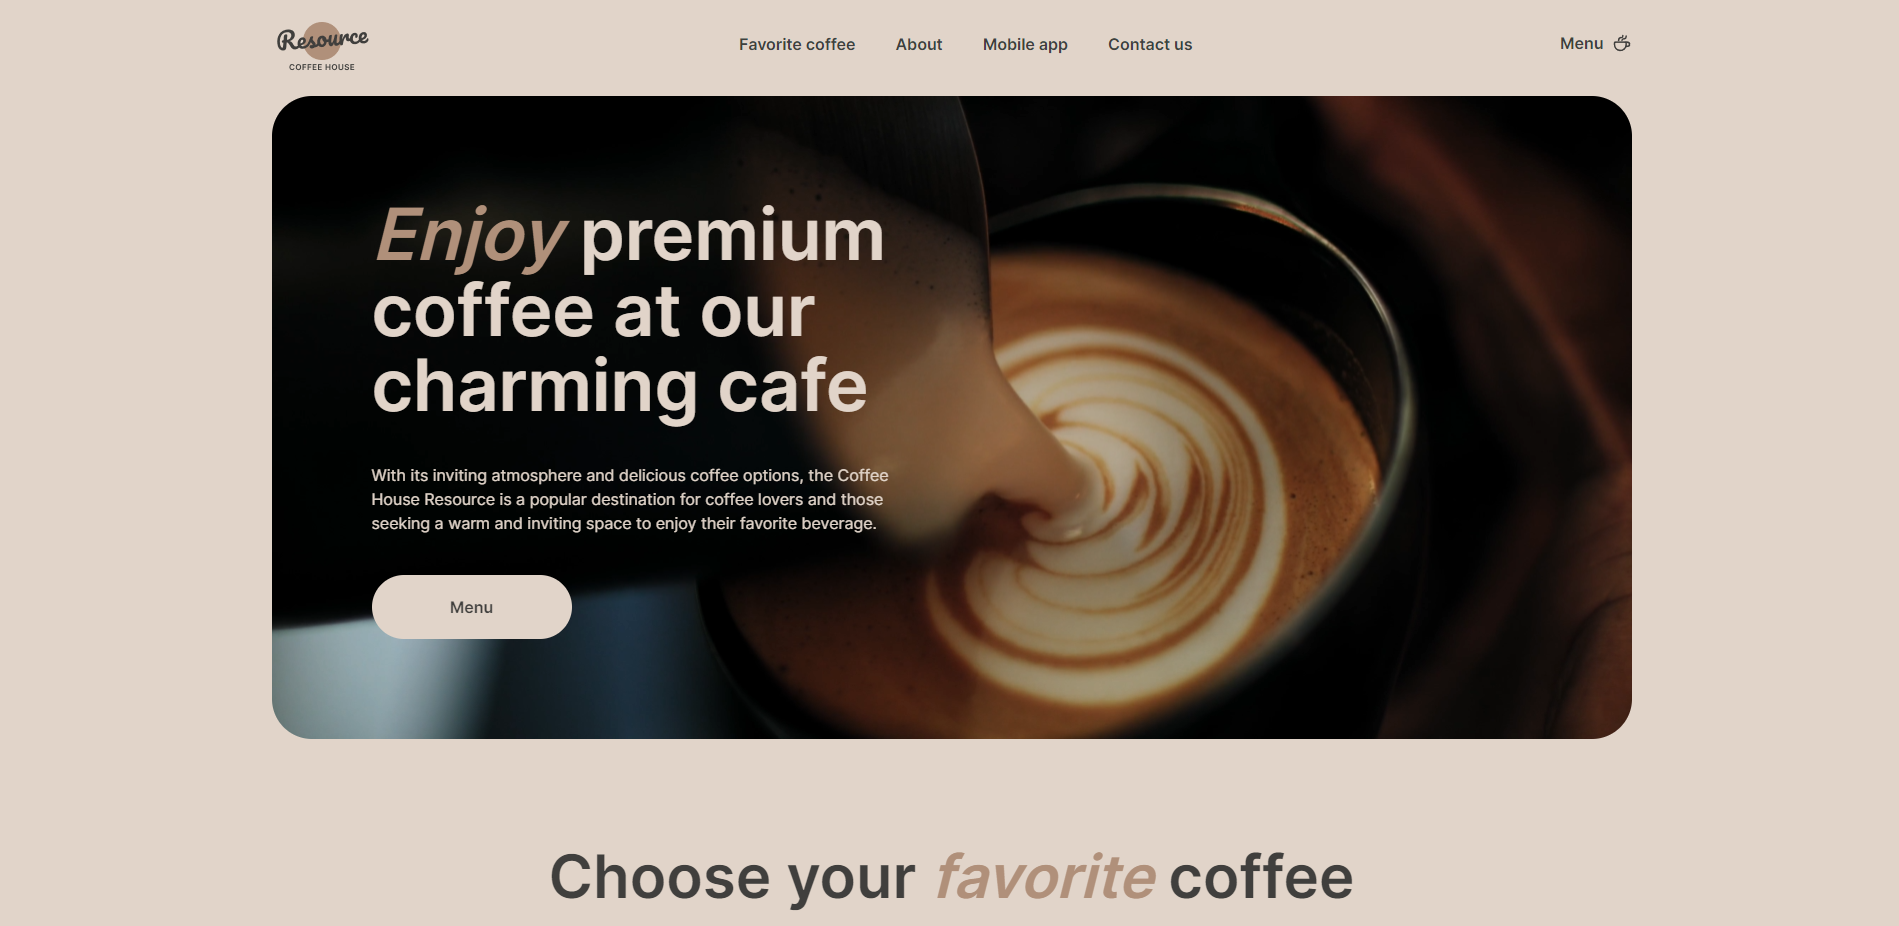 Resource
COFFEE HOUSE
Favorite coffee
About
Mobile app
Contact us
Menu
Enjoy premium
coffee at our
charming cafe
With its inviting atmosphere and delicious coffee options, the Coffee
House Resource is a popular destination for coffee lovers and those
seeking a warm and inviting space to enjoy their favorite beverage.
Menu
Choose your favorite coffee